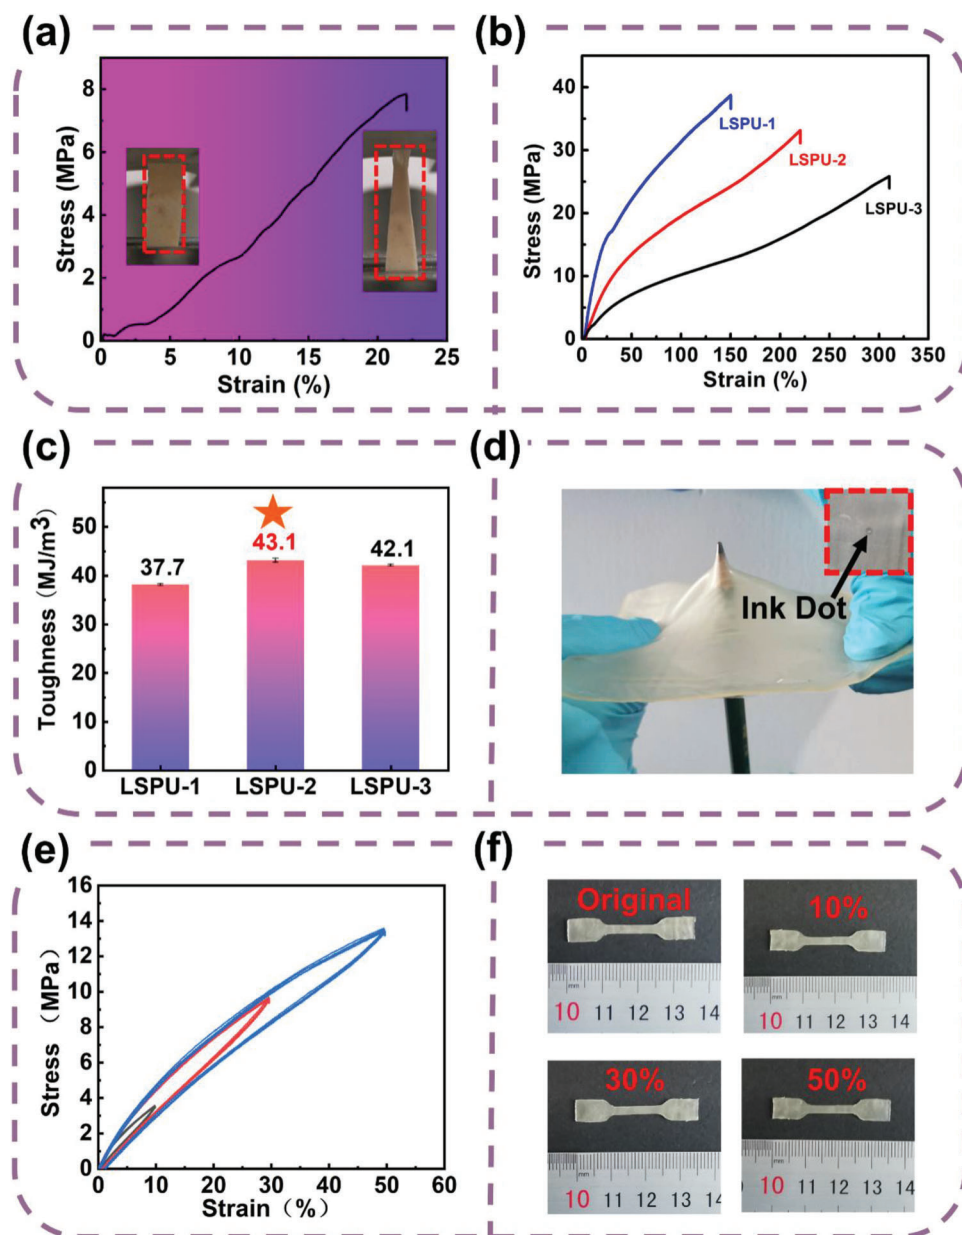 (a)
8
6
4
2
0
Stress (MPa)
0 5 10 15 20 25
Strain (%)
(b)
40
30
20
10
0
Stress (MPa)
LSPU-1
LSPU-2
LSPU-3
0 50 100 150 200 250 300 350
Strain (%)
(c)
50
40
30
20
10
0
Toughness (MJ/m³)
37.7
43.1
42.1
LSPU-1 LSPU-2 LSPU-3
(d)
Ink Dot
(e)
16
14
12
10
8
6
4
2
0
Stress (MPa)
0 10 20 30 40 50 60
Strain (%)
(f)
Original
mm
10 11 12 13 14
10%
mm
10 11 12 13 14
30%
mm
10 11 12 13 14
50%
mm
10 11 12 13 14